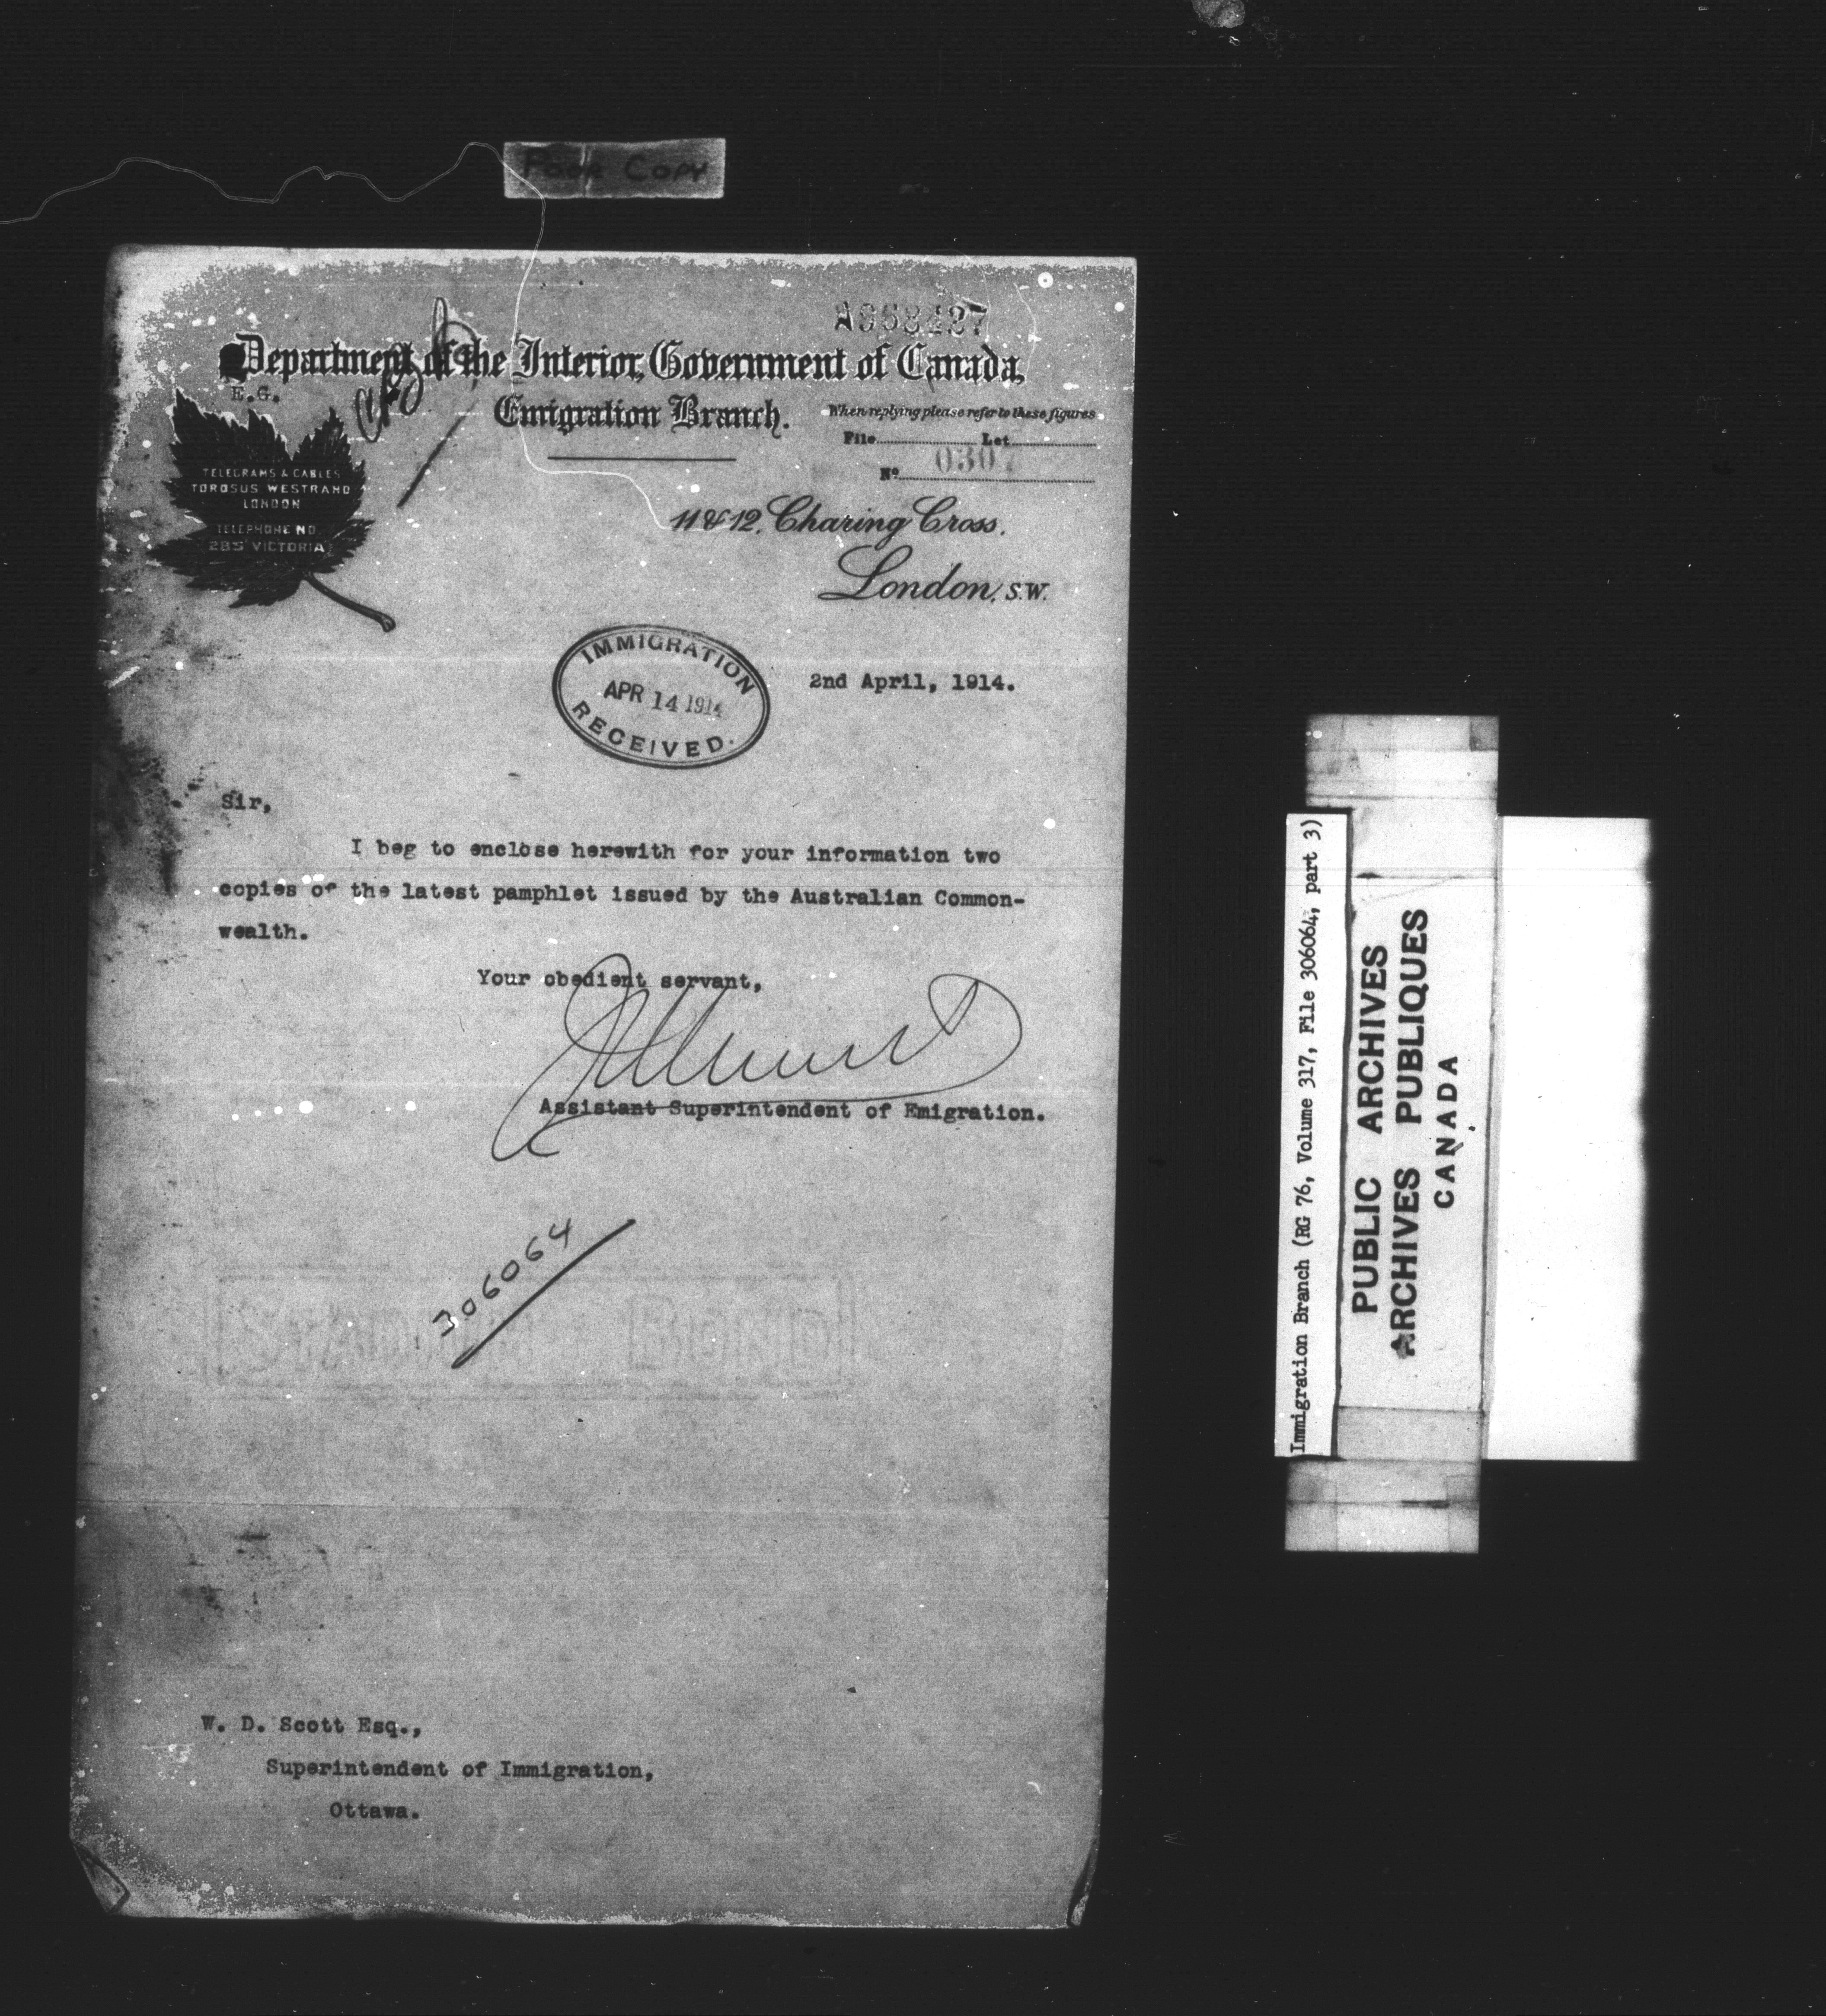 Poor Copy
Department of the Interior, Government of Canada,
E.G.
Emigration Branch.
When replying please refer to these figures
File Let
No. 0307
TELEGRAMS & CABLES
TOROSUS WESTRAND
LONDON
TELEPHONE NO.
285 VICTORIA
11 & 12, Charing Cross.
London, S.W.
IMMIGRATION
APR 14 1914
RECEIVED.
2nd April, 1914.
Sir,
I beg to enclose herewith for your information two
copies of the latest pamphlet issued by the Australian Common-
wealth.
Your obedient servant,
Assistant Superintendent of Emigration.
306064
BOND
W. D. Scott Esq.,
Superintendent of Immigration,
Ottawa.
Immigration Branch (RG 76, Volume 317, File 306064, part 3)
PUBLIC ARCHIVES
ARCHIVES PUBLIQUES
CANADA